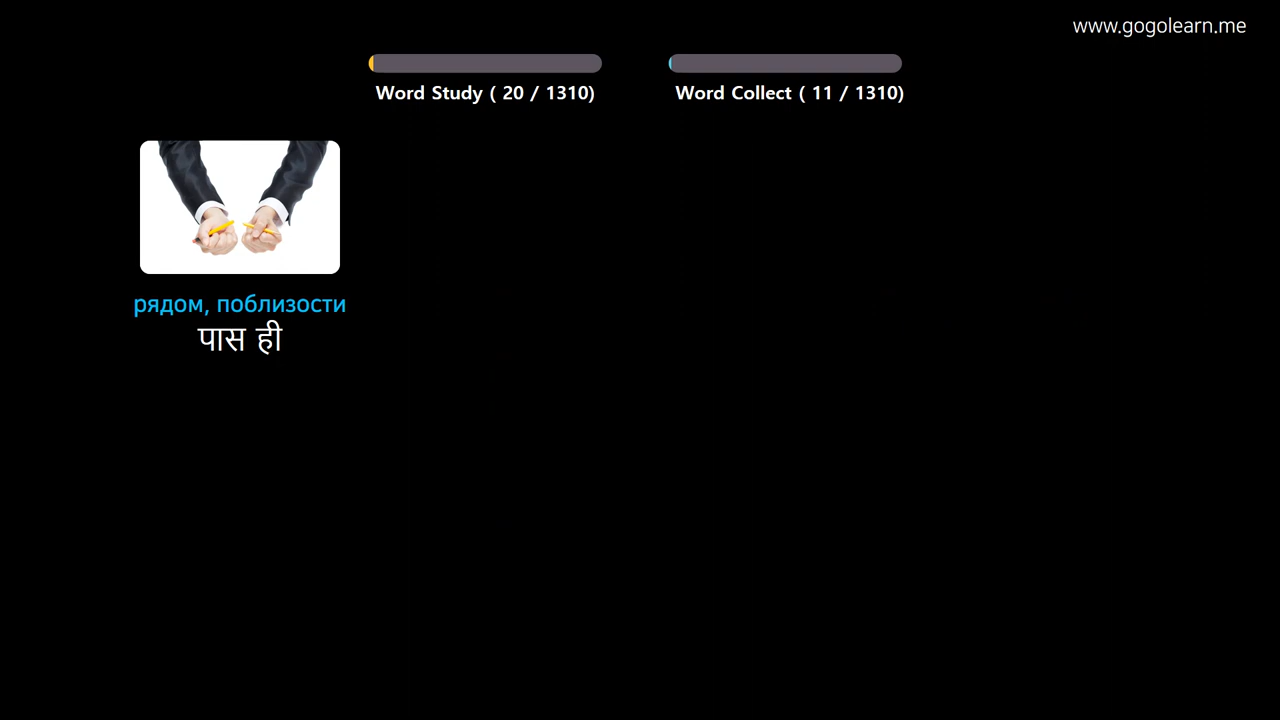 www.gogolearn.me
Word Study ( 20 / 1310)
Word Collect ( 11 / 1310)
рядом, поблизости
पास ही